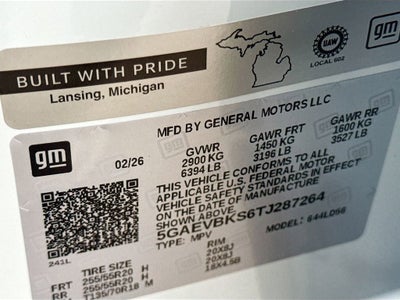 BUILT WITH PRIDE
Lansing, Michigan
UAW
LOCAL 602
gm
gm
02/26
MFD BY GENERAL MOTORS LLC
GVWR GAWR FRT GAWR RR
2900 KG 1450 KG 1600 KG
6394 LB 3196 LB 3527 LB
THIS VEHICLE CONFORMS TO ALL
APPLICABLE U.S. FEDERAL MOTOR
VEHICLE SAFETY STANDARDS IN EFFECT
ON THE DATE OF MANUFACTURE
SHOWN ABOVE.
5GAEVBKS6TJ287264
TYPE: MPV MODEL: 644LD56
241L
TIRE SIZE RIM
FRT 255/55R20 H 20X8J
RR 255/55R20 H 20X8J
T135/70R18 M 18X4.5B